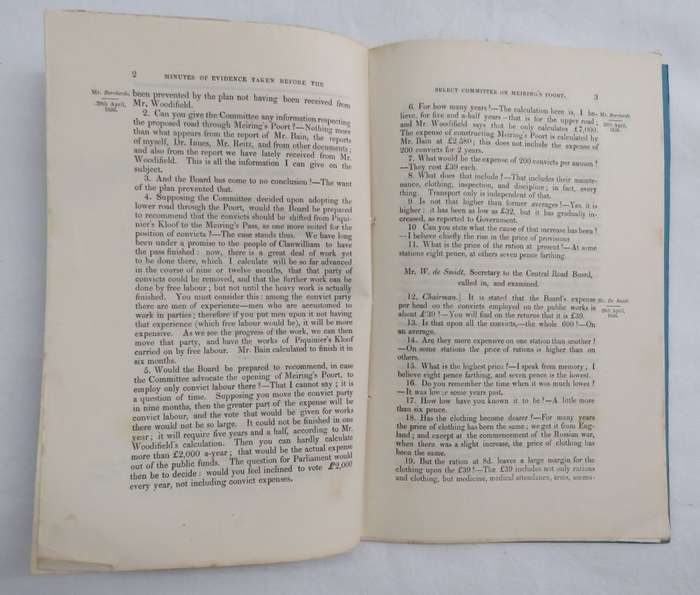 2
MINUTES OF EVIDENCE TAKEN BEFORE THE
Mr. Borcherds.
28th April,
1856.
been prevented by the plan not having been received from
Mr. Woodifield.
2. Can you give the Committee any information respecting
the proposed road through Meiring's Poort?—Nothing more
than what appears from the report of Mr. Bain, the reports
of myself, Dr. Innes, Mr. Reitz, and from other documents;
and also from the report we have lately received from Mr.
Woodifield. This is all the information I can give on the
subject.
3. And the Board has come to no conclusion?—The want
of the plan prevented that.
4. Supposing the Committee decided upon adopting the
lower road through the Poort, would the Board be prepared
to recommend that the convicts should be shifted from Piquinier's
Kloof to the Meiring's Pass, as one more suited for the
position of convicts?—The case stands thus. We have long
been under a promise to the people of Clanwilliam to have
the pass finished: now, there is a great deal of work yet
to be done there, which I calculate will be so far advanced
in the course of nine or twelve months, that that party of
convicts could be removed, and that the further work can be
done by free labour; but not until the heavy work is actually
finished. You must consider this: among the convict party
there are men of experience—men who are accustomed to
work in parties; therefore if you put men upon it not having
that experience (which free labour would be), it will be more
expensive. As we see the progress of the work, we can then
move that party, and have the works of Piquinier's Kloof
carried on by free labour. Mr. Bain calculated to finish it in
six months.
5. Would the Board be prepared to recommend, in case
the Committee advocate the opening of Meiring's Poort, to
employ only convict labour there?—That I cannot say; it is
a question of time. Supposing you move the convict party
in nine months, then the greater part of the expense will be
convict labour, and the vote that would be given for works
there would not be so large. It could not be finished in one
year; it will require five years and a half, according to Mr.
Woodifield's calculation. Then you can hardly calculate
more than £2,000 a-year; that would be the actual expense
out of the public funds. The question for Parliament would
then be to decide: would you feel inclined to vote £2,000
every year, not including convict expenses.
SELECT COMMITTEE ON MEIRING'S POORT.
3
6. For how many years?—The calculation here is, I believe,
for five and a-half years—that is for the upper road;
and Mr. Woodifield says that he only calculates £7,000.
The expense of constructing Meiring's Poort is calculated by
Mr. Bain at £2,580; this does not include the expense of
200 convicts for 2 years.
Mr. Borcherds.
28th April,
1856.
7. What would be the expense of 200 convicts per annum?
—They cost £39 each.
8. What does that include?—That includes their maintenance,
clothing, inspection, and discipline; in fact, every
thing. Transport only is independent of that.
9. Is not that higher than former averages?—Yes, it is
higher: it has been as low as £32, but it has gradually increased,
as reported to Government.
10 Can you state what the cause of that increase has been?
—I believe chiefly the rise in the price of provisions
11. What is the price of the ration at present?—At some
stations eight pence, at others seven pence farthing.
Mr. W. de Smidt, Secretary to the Central Road Board,
called in, and examined.
12. Chairman.] It is stated that the Board's expense
per head on the convicts employed on the public works is
about £39?—You will find on the returns that it is £39.
Mr. De Smidt.
28th April,
1856.
13. Is that upon all the convicts,—the whole 600?—On
an average.
14. Are they more expensive on one station than another?
—On some stations the price of rations is higher than on
others.
15. What is the highest price?—I speak from memory; I
believe eight pence farthing, and seven pence is the lowest.
16. Do you remember the time when it was much lower?
—It was lower some years past.
17. How low have you known it to be?—A little more
than six pence.
18. Has the clothing become dearer?—For many years
the price of clothing has been the same; we get it from England;
and except at the commencement of the Russian war,
when there was a slight increase, the price of clothing has
been the same.
19. But the ration at 8d. leaves a large margin for the
clothing upon the £39?—The £39 includes not only rations
and clothing, but medicine, medical attendance, arms, ammu-